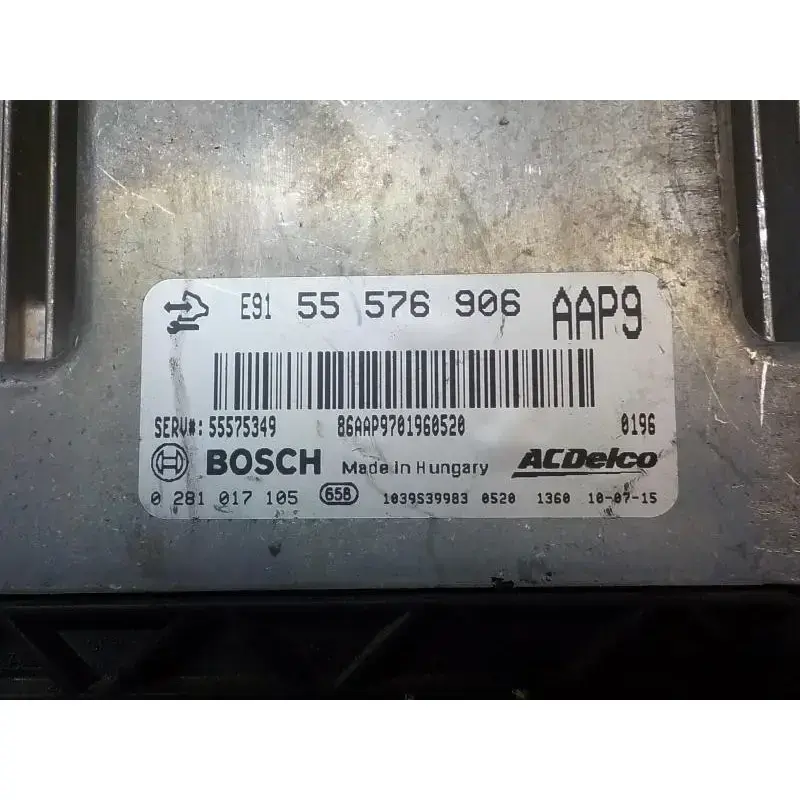 E91 55 576 906 AAP9
SERV#: 55575349 86AAP9701960520 0196
BOSCH Made in Hungary ACDelco
0 281 017 105 658 1039S39983 0520 1360 10-07-15